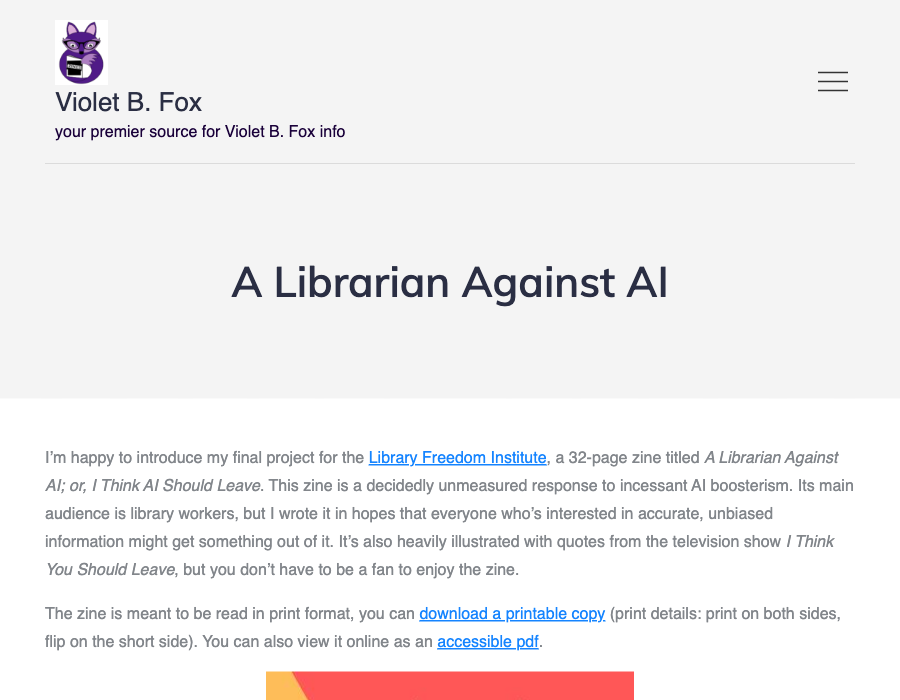 Violet B. Fox
your premier source for Violet B. Fox info
A Librarian Against AI
I’m happy to introduce my final project for the Library Freedom Institute, a 32-page zine titled A Librarian Against
AI; or, I Think AI Should Leave. This zine is a decidedly unmeasured response to incessant AI boosterism. Its main
audience is library workers, but I wrote it in hopes that everyone who’s interested in accurate, unbiased
information might get something out of it. It’s also heavily illustrated with quotes from the television show I Think
You Should Leave, but you don’t have to be a fan to enjoy the zine.
The zine is meant to be read in print format, you can download a printable copy (print details: print on both sides,
flip on the short side). You can also view it online as an accessible pdf.